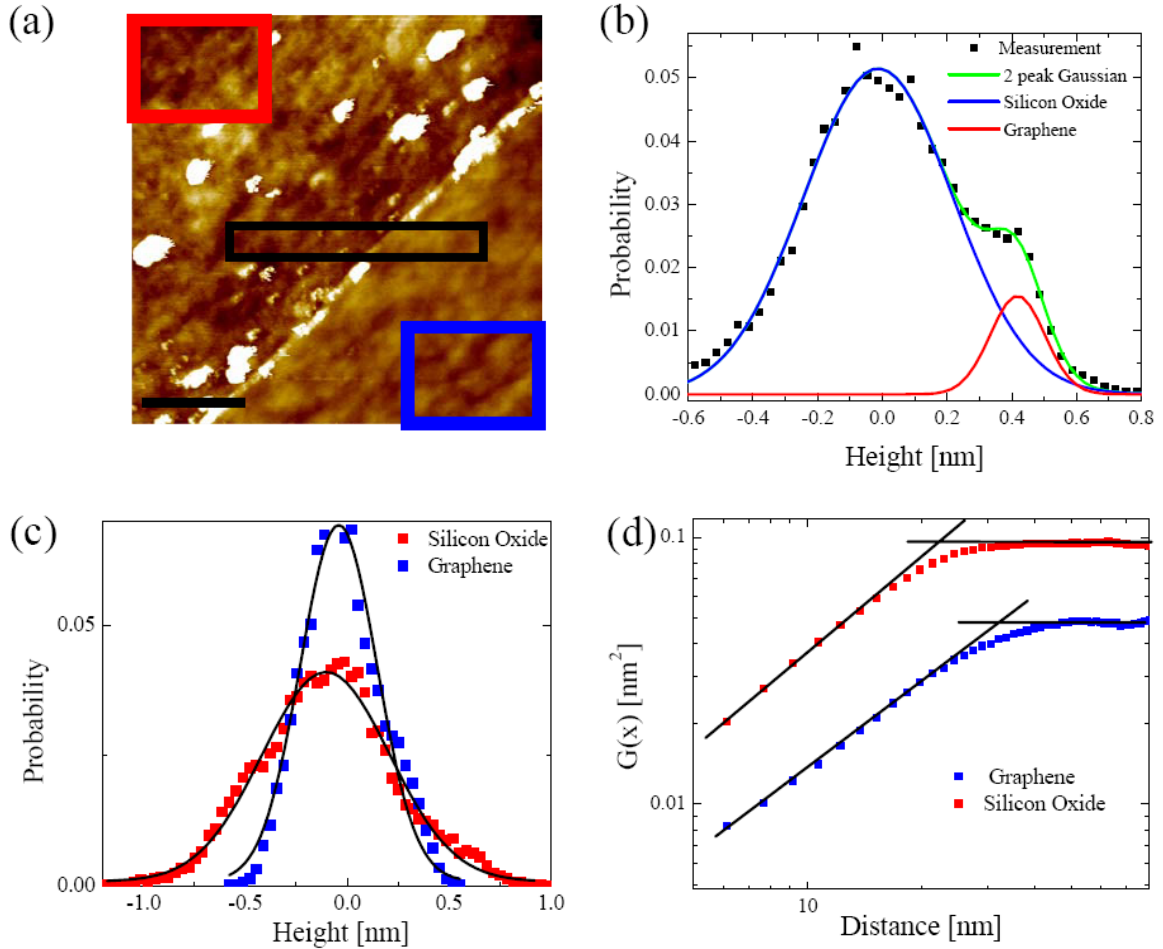 (a)
(b)
Measurement
2 peak Gaussian
Silicon Oxide
Graphene
0.05
0.04
0.03
0.02
0.01
0.00
Probability
-0.6 -0.4 -0.2 0.0 0.2 0.4 0.6 0.8
Height [nm]
(c)
Silicon Oxide
Graphene
0.05
0.00
Probability
-1.0 -0.5 0.0 0.5 1.0
Height [nm]
(d)
0.1
0.01
G(x) [nm²]
Graphene
Silicon Oxide
10
Distance [nm]